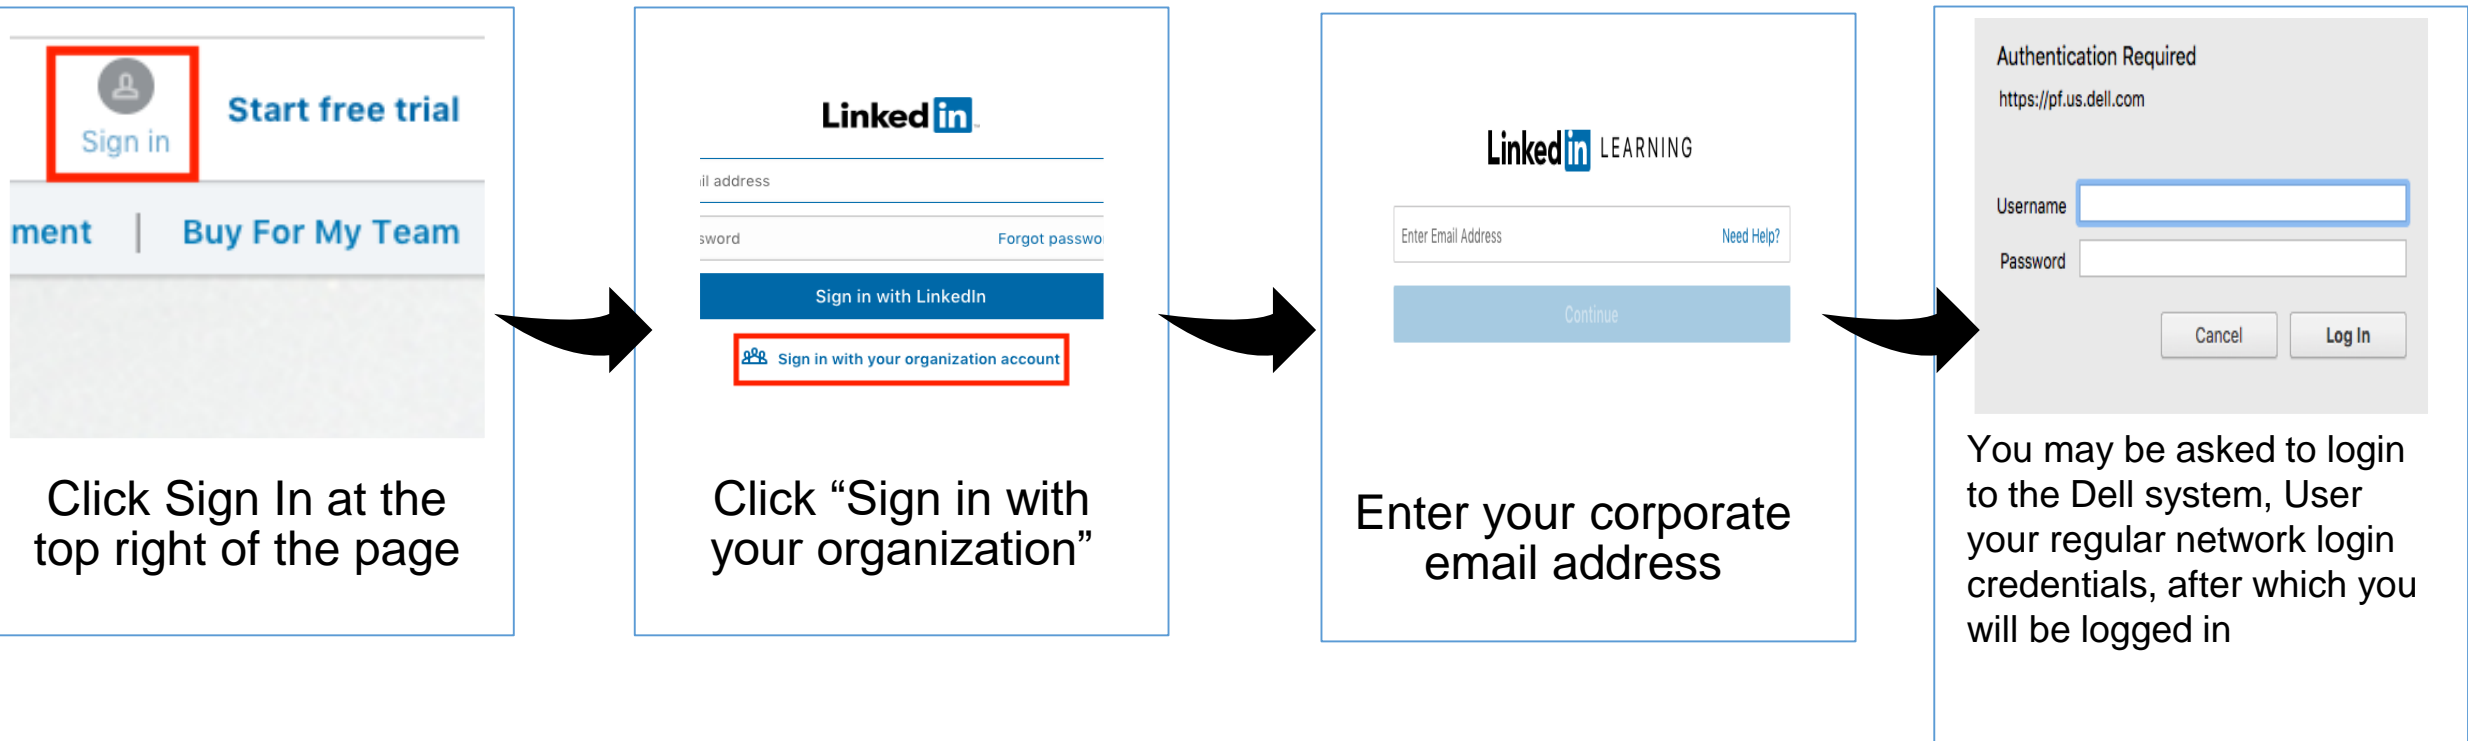 Sign in
Start free trial
ment | Buy For My Team
Click Sign In at the
top right of the page
Linked in
il address
sword Forgot passwo
Sign in with LinkedIn
Sign in with your organization account
Click “Sign in with
your organization”
Linked in LEARNING
Enter Email Address Need Help?
Continue
Enter your corporate
email address
Authentication Required
https://pf.us.dell.com
Username
Password
Cancel Log In
You may be asked to login
to the Dell system, User
your regular network login
credentials, after which you
will be logged in